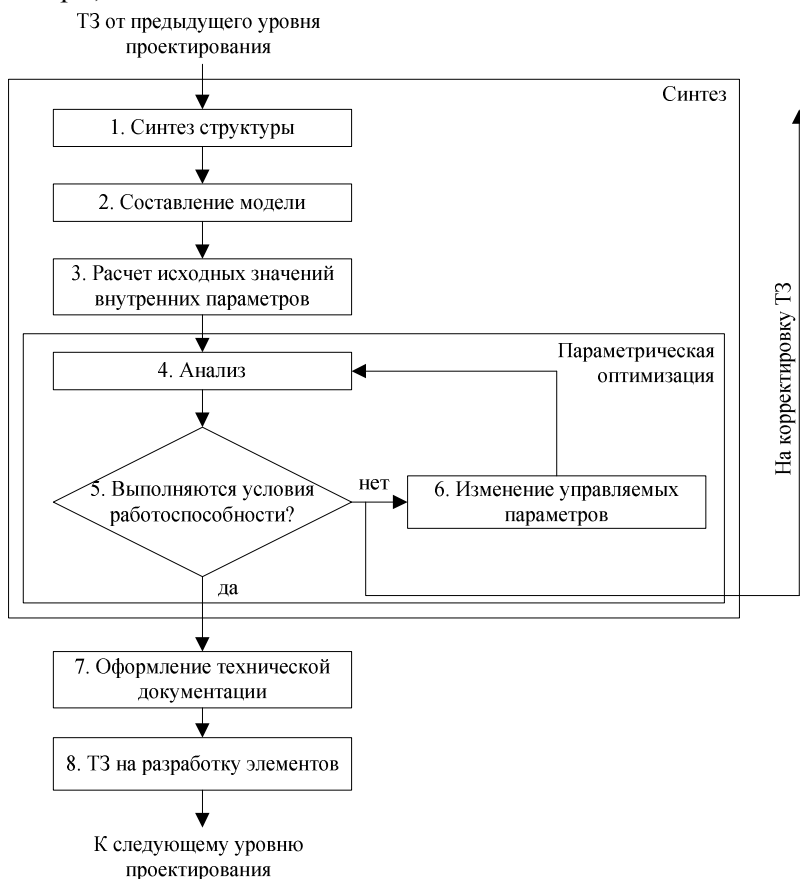 ТЗ от предыдущего уровня
проектирования
Синтез
1. Синтез структуры
2. Составление модели
3. Расчет исходных значений
внутренних параметров
Параметрическая
оптимизация
4. Анализ
На корректировку ТЗ
5. Выполняются условия
работоспособности?
нет
6. Изменение управляемых
параметров
да
7. Оформление технической
документации
8. ТЗ на разработку элементов
К следующему уровню
проектирования